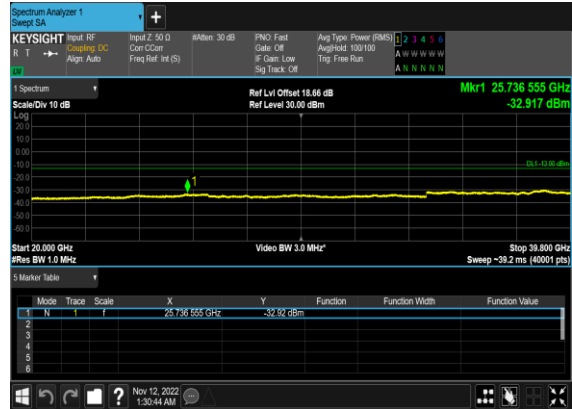 Spectrum Analyzer 1
Swept SA
+
KEYSIGHT Input: RF Input Z: 50 Ω #Atten: 30 dB PNO: Fast Avg Type: Power (RMS) 1 2 3 4 5 6
R T Coupling: DC Corr CCorr Gate: Off Avg|Hold: 100/100 A W W W W W
Align: Auto Freq Ref: Int (S) IF Gain: Low Trig: Free Run
Sig Track: Off A N N N N N
1 Spectrum Ref Lvl Offset 18.66 dB Mkr1 25.736 555 GHz
Scale/Div 10 dB Ref Level 30.00 dBm -32.917 dBm
Log
20.0
10.0
0.00
-10.0
DL1 -13.00 dBm
-20.0
1
-30.0
-40.0
-50.0
-60.0
Start 20.000 GHz Video BW 3.0 MHz* Stop 39.800 GHz
#Res BW 1.0 MHz Sweep ~39.2 ms (40001 pts)
5 Marker Table
Mode Trace Scale X Y Function Function Width Function Value
1 N 1 f 25.736 555 GHz -32.92 dBm
2
3
4
5
6
? Nov 12, 2022
1:30:44 AM